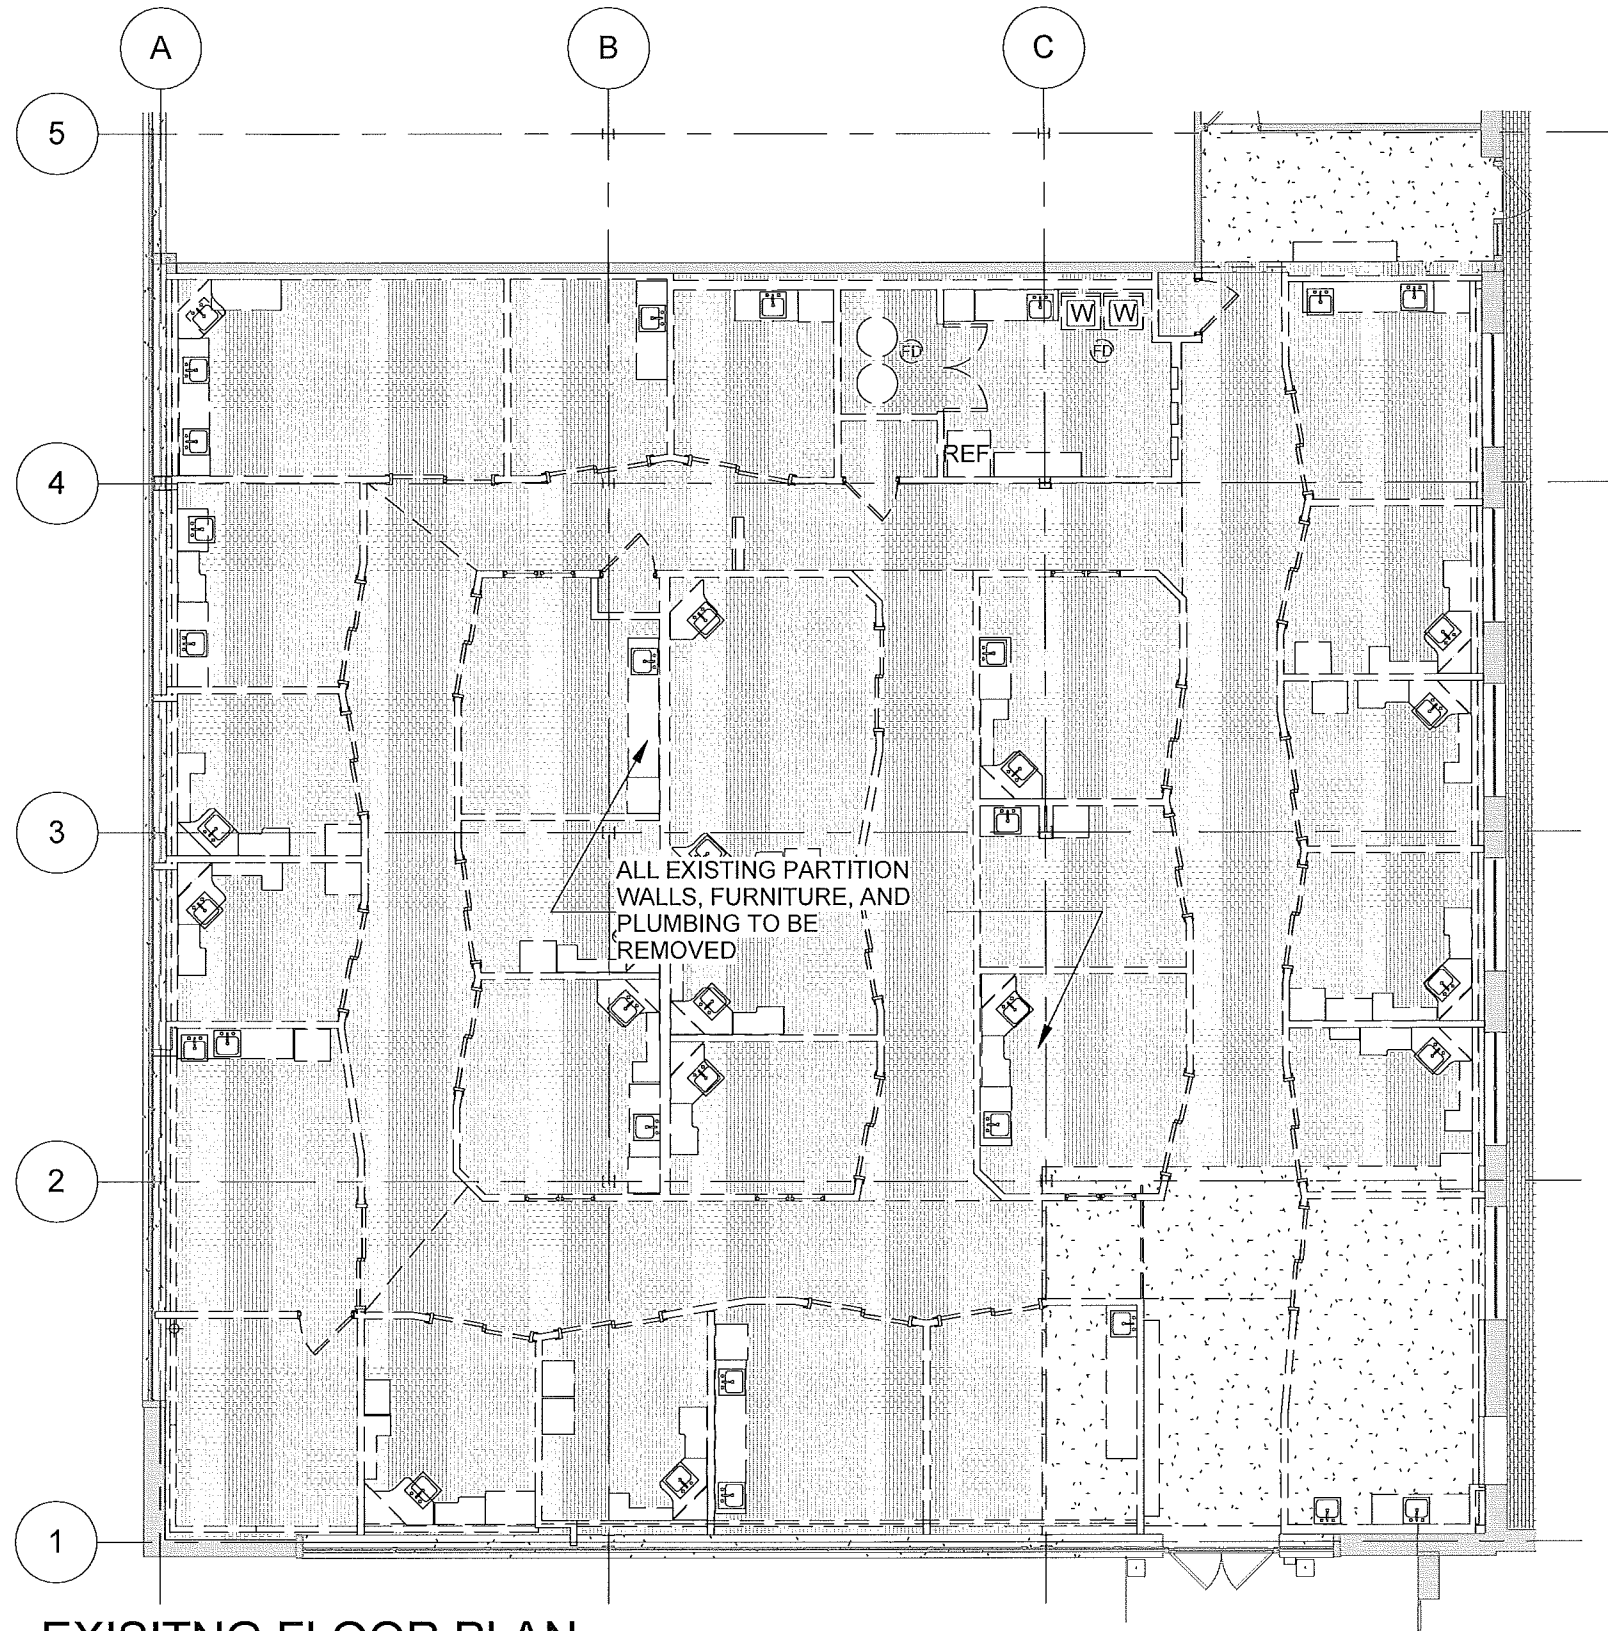 A
B
C
5
W
W
FD
FD
4
REF
3
ALL EXISTING PARTITION
WALLS, FURNITURE, AND
PLUMBING TO BE
REMOVED
2
1
EXISITNG FLOOR PLAN